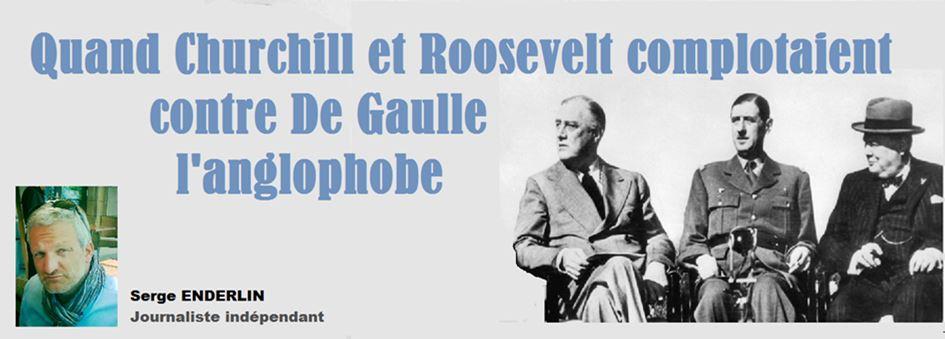 Quand Churchill et Roosevelt complotaient
contre De Gaulle
l'anglophobe
Serge ENDERLIN
Journaliste indépendant